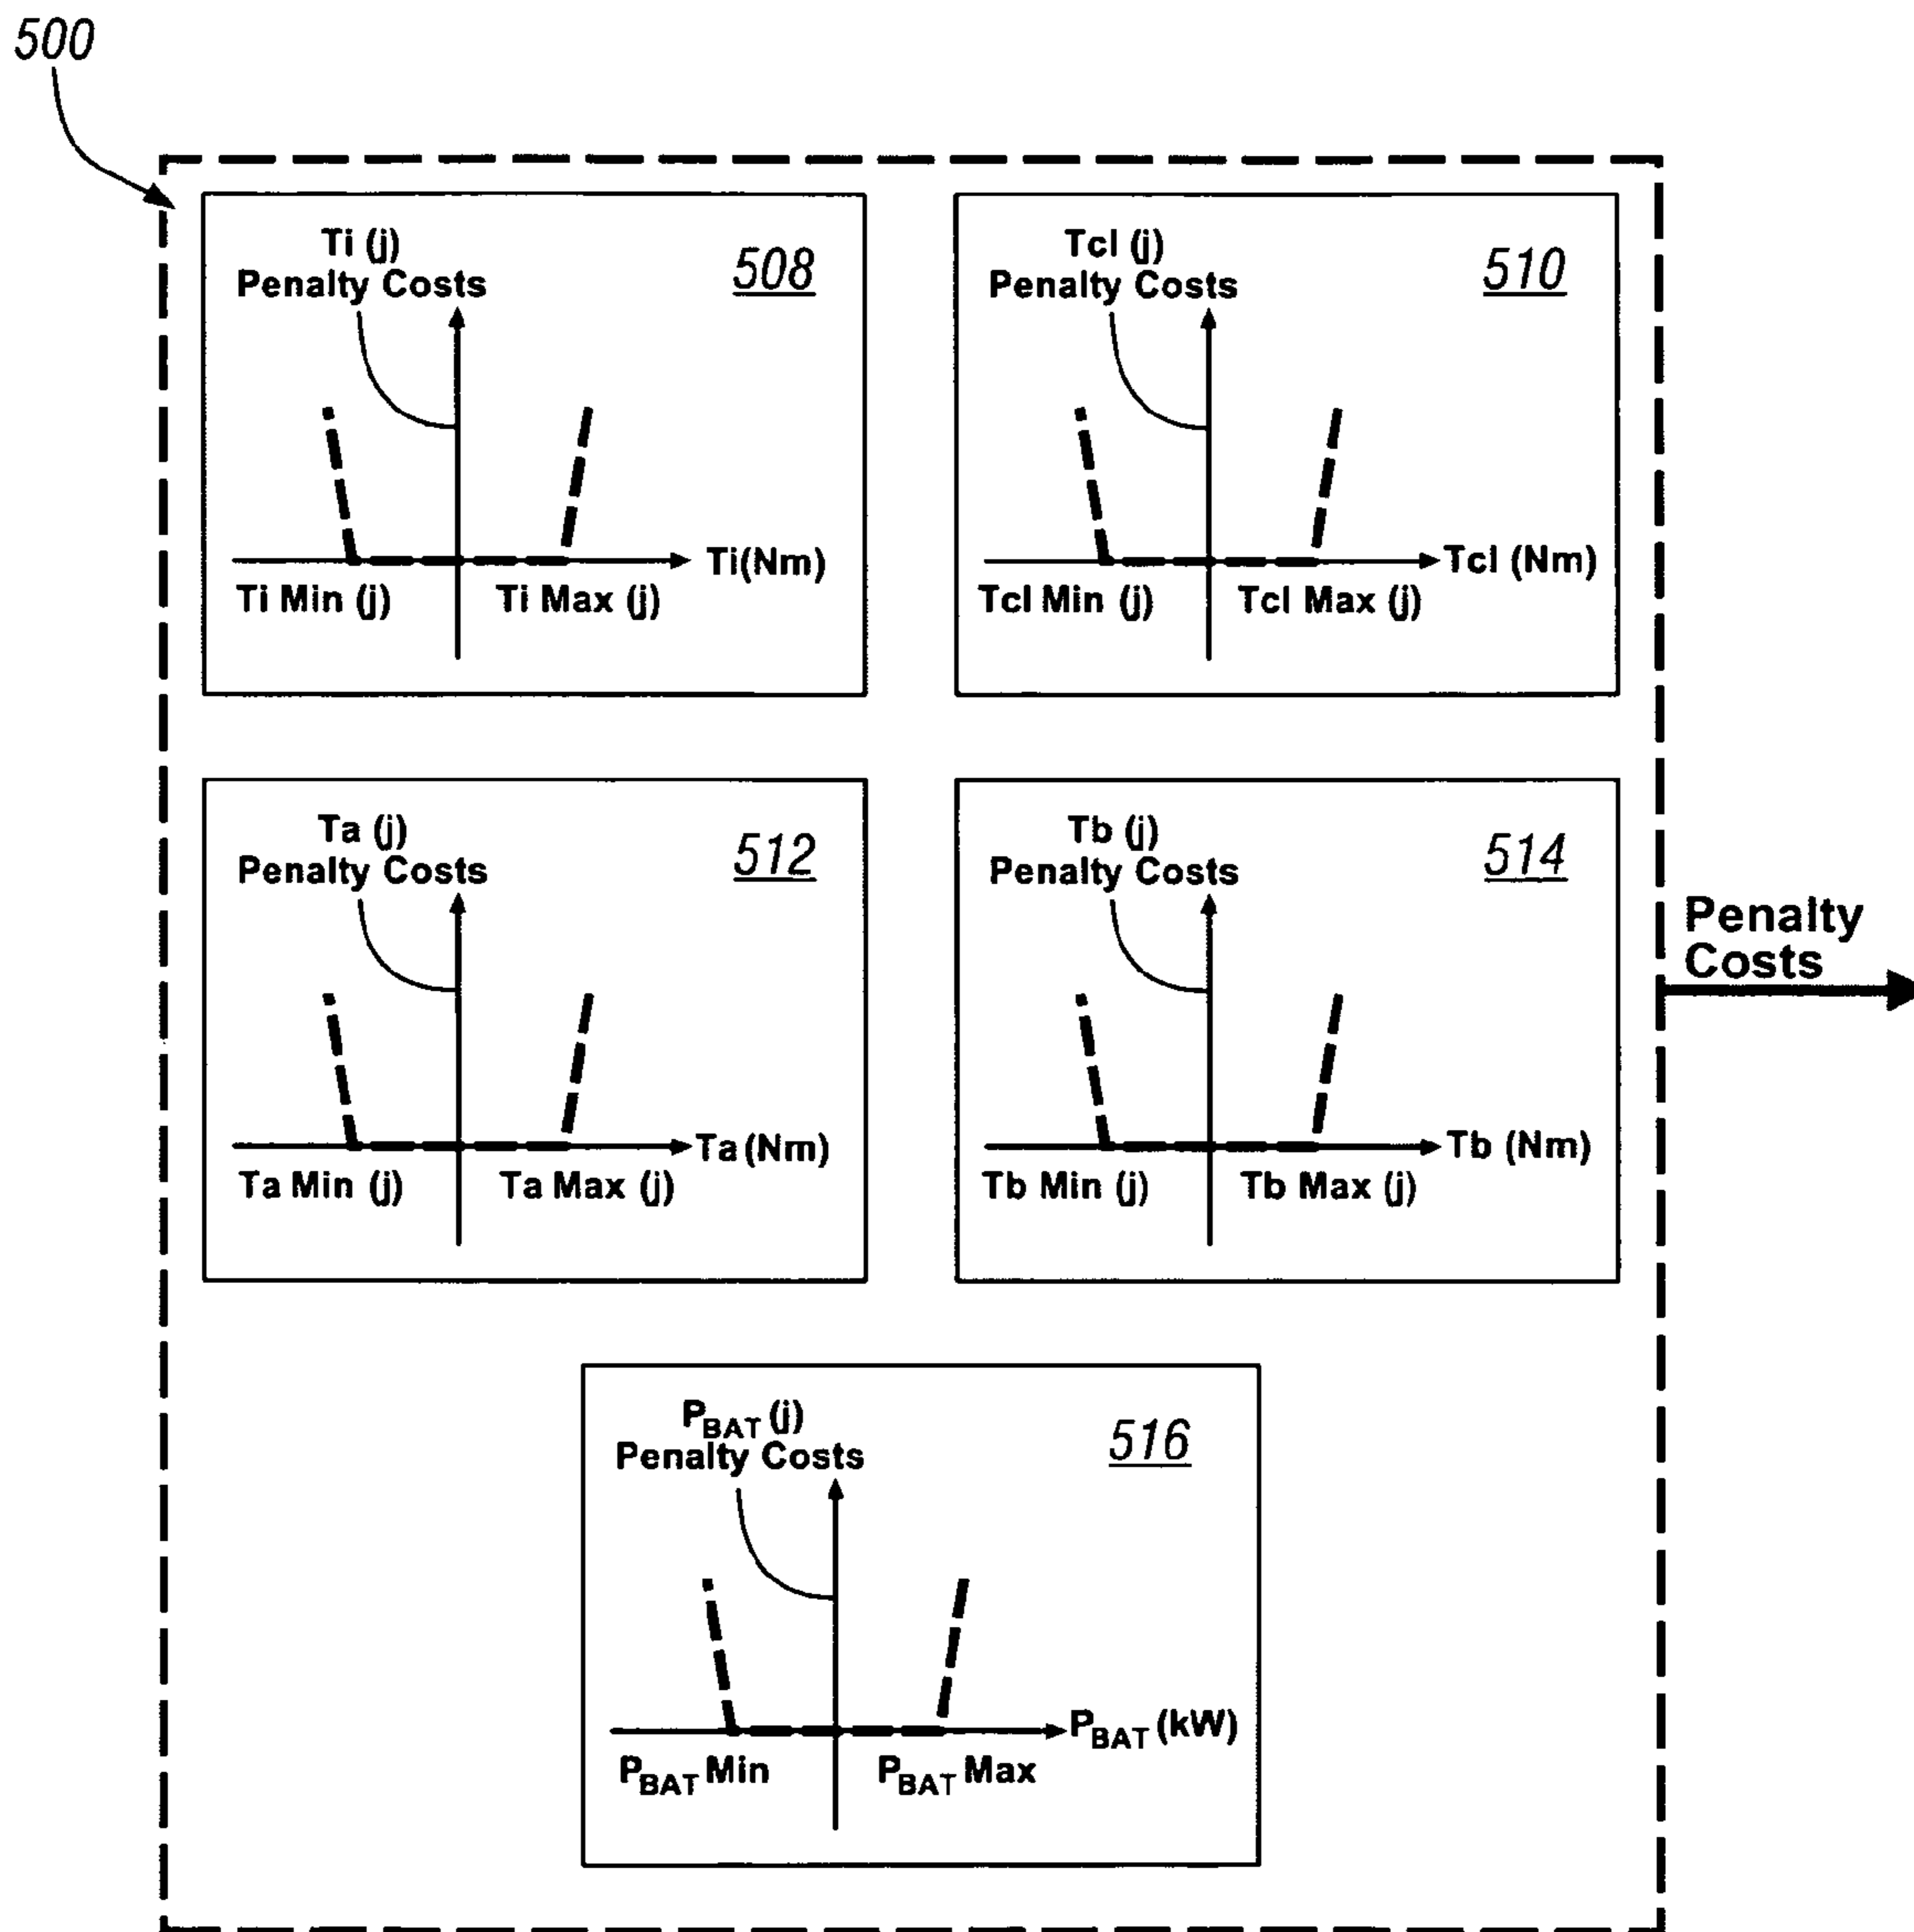 500
Ti (j)
Penalty Costs
508
Ti(Nm)
Ti Min (j)
Ti Max (j)
Tcl (j)
Penalty Costs
510
Tcl (Nm)
Tcl Min (j)
Tcl Max (j)
Ta (j)
Penalty Costs
512
Ta (Nm)
Ta Min (j)
Ta Max (j)
Tb (j)
Penalty Costs
514
Tb (Nm)
Tb Min (j)
Tb Max (j)
Penalty
Costs
PBAT (j)
Penalty Costs
516
PBAT (kW)
PBAT Min
PBAT Max